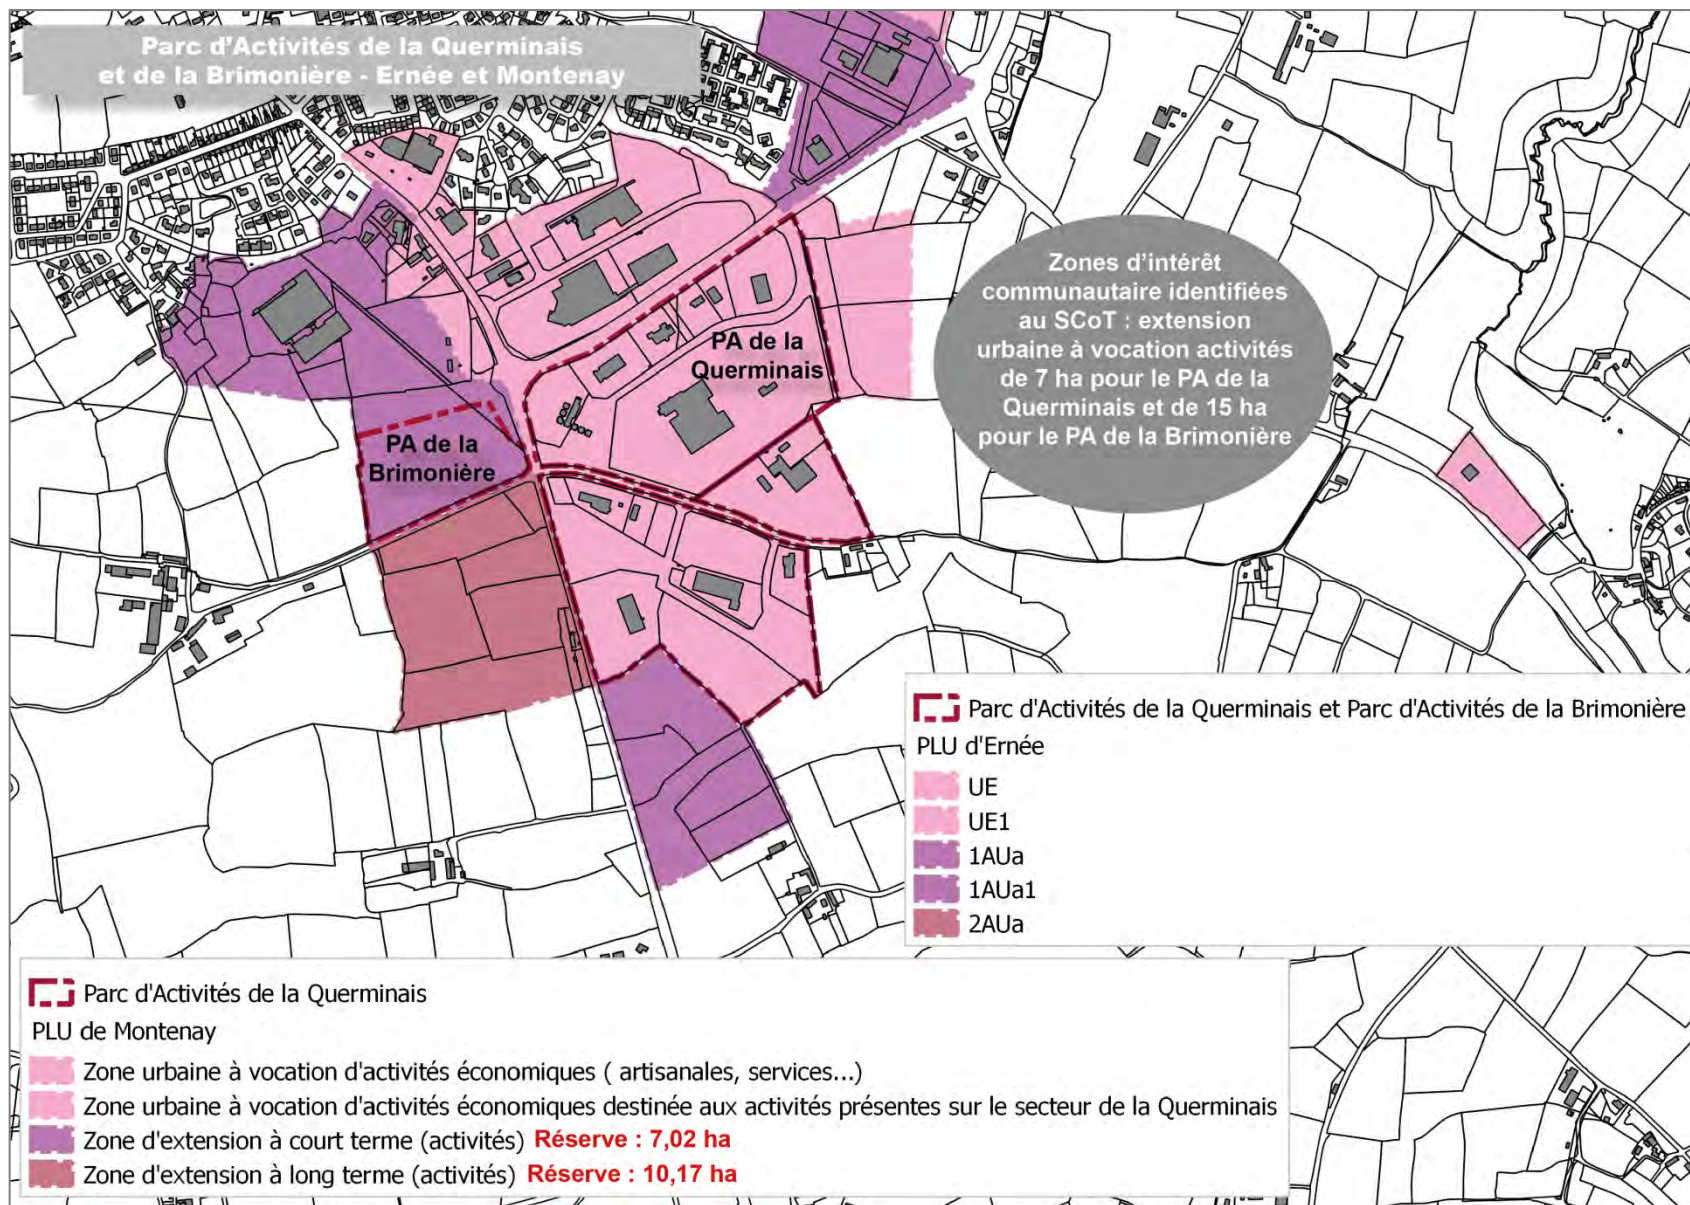 Parc d'Activités de la Querminais
et de la Brimonière - Ernée et Montenay
Zones d'intérêt
communautaire identifiées
au SCoT : extension
urbaine à vocation activités
de 7 ha pour le PA de la
Querminais et de 15 ha
pour le PA de la Brimonière
PA de la
Querminais
PA de la
Brimonière
Parc d'Activités de la Querminais et Parc d'Activités de la Brimonière
PLU d'Ernée
UE
UE1
1AUa
1AUa1
2AUa
Parc d'Activités de la Querminais
PLU de Montenay
Zone urbaine à vocation d'activités économiques ( artisanales, services...)
Zone urbaine à vocation d'activités économiques destinée aux activités présentes sur le secteur de la Querminais
Zone d'extension à court terme (activités) Réserve : 7,02 ha
Zone d'extension à long terme (activités) Réserve : 10,17 ha